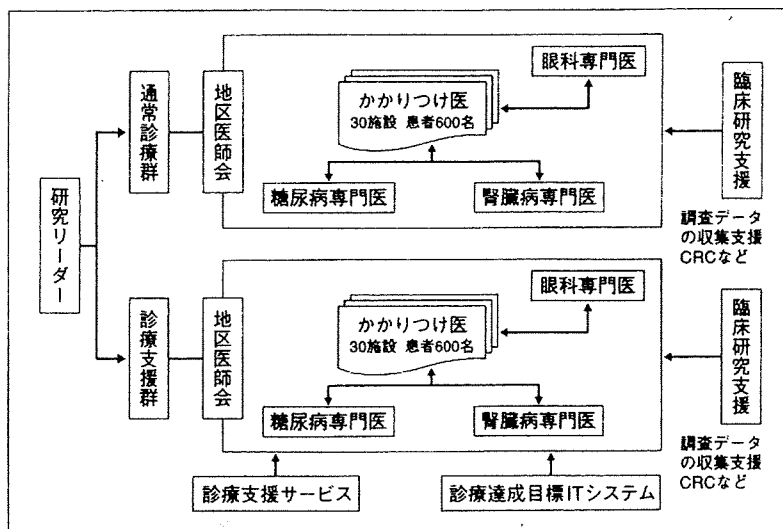 研究リーダー
通常診療群
地区医師会
かかりつけ医
30施設 患者600名
眼科専門医
糖尿病専門医
腎臓病専門医
臨床研究支援
調査データ
の収集支援
CRCなど
診療支援群
地区医師会
かかりつけ医
30施設 患者600名
眼科専門医
糖尿病専門医
腎臓病専門医
臨床研究支援
調査データ
の収集支援
CRCなど
診療支援サービス
診療達成目標ITシステム